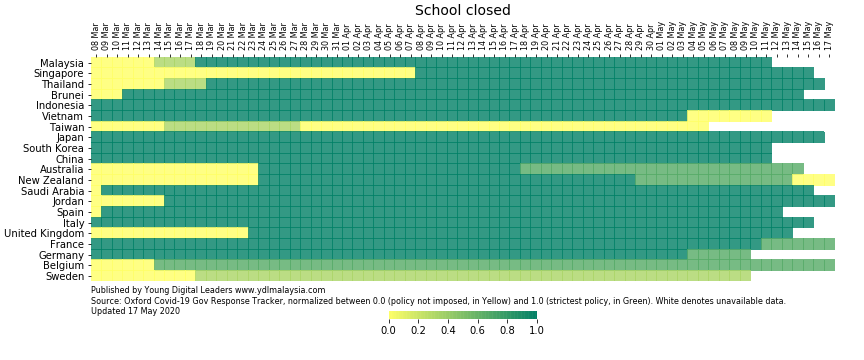 School closed
08 Mar
09 Mar
10 Mar
11 Mar
12 Mar
13 Mar
14 Mar
15 Mar
16 Mar
17 Mar
18 Mar
19 Mar
20 Mar
21 Mar
22 Mar
23 Mar
24 Mar
25 Mar
26 Mar
27 Mar
28 Mar
29 Mar
30 Mar
31 Mar
01 Apr
02 Apr
03 Apr
04 Apr
05 Apr
06 Apr
07 Apr
08 Apr
09 Apr
10 Apr
11 Apr
12 Apr
13 Apr
14 Apr
15 Apr
16 Apr
17 Apr
18 Apr
19 Apr
20 Apr
21 Apr
22 Apr
23 Apr
24 Apr
25 Apr
26 Apr
27 Apr
28 Apr
29 Apr
30 Apr
01 May
02 May
03 May
04 May
05 May
06 May
07 May
08 May
09 May
10 May
11 May
12 May
13 May
14 May
15 May
16 May
17 May
Malaysia
Singapore
Thailand
Brunei
Indonesia
Vietnam
Taiwan
Japan
South Korea
China
Australia
New Zealand
Saudi Arabia
Jordan
Spain
Italy
United Kingdom
France
Germany
Belgium
Sweden
Published by Young Digital Leaders www.ydlmalaysia.com
Source: Oxford Covid-19 Gov Response Tracker, normalized between 0.0 (policy not imposed, in Yellow) and 1.0 (strictest policy, in Green). White denotes unavailable data.
Updated 17 May 2020
0.0 0.2 0.4 0.6 0.8 1.0